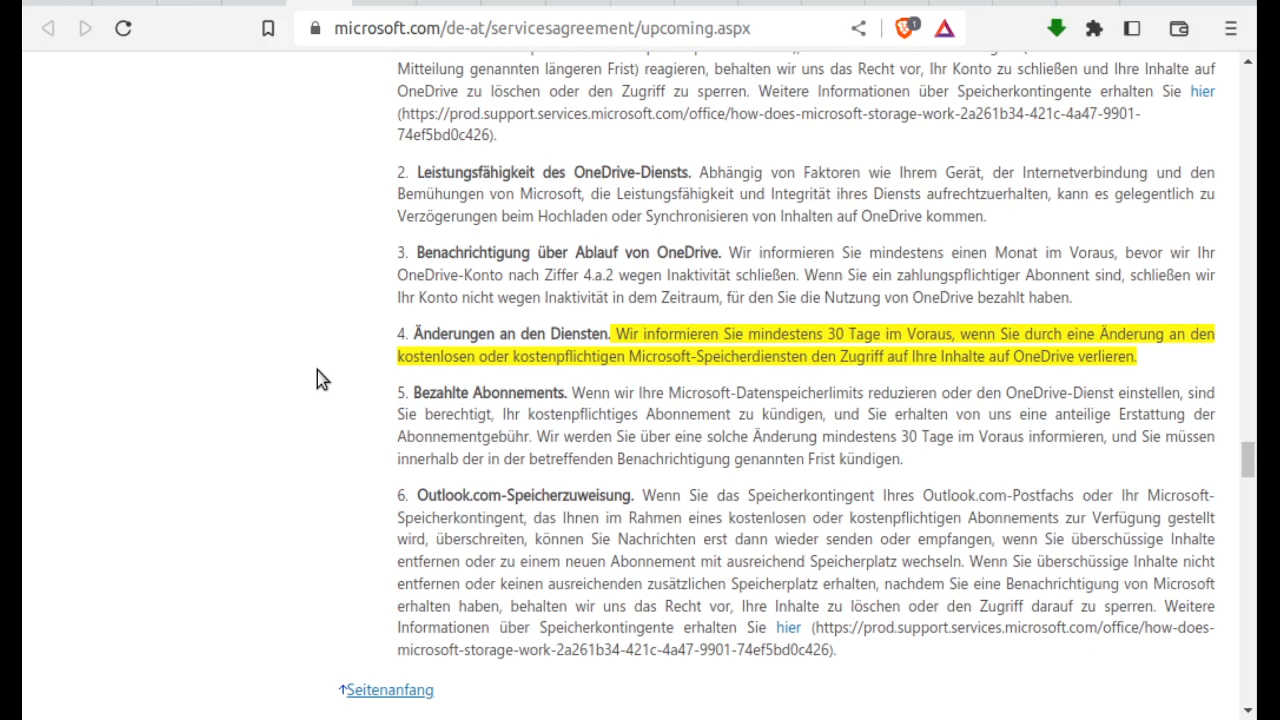 microsoft.com/de-at/servicesagreement/upcoming.aspx
1
Mitteilung genannten längeren Frist) reagieren, behalten wir uns das Recht vor, Ihr Konto zu schließen und Ihre Inhalte auf
OneDrive zu löschen oder den Zugriff zu sperren. Weitere Informationen über Speicherkontingente erhalten Sie hier
(https://prod.support.services.microsoft.com/office/how-does-microsoft-storage-work-2a261b34-421c-4a47-9901-
74ef5bd0c426).
2. Leistungsfähigkeit des OneDrive-Diensts. Abhängig von Faktoren wie Ihrem Gerät, der Internetverbindung und den
Bemühungen von Microsoft, die Leistungsfähigkeit und Integrität ihres Diensts aufrechtzuerhalten, kann es gelegentlich zu
Verzögerungen beim Hochladen oder Synchronisieren von Inhalten auf OneDrive kommen.
3. Benachrichtigung über Ablauf von OneDrive. Wir informieren Sie mindestens einen Monat im Voraus, bevor wir Ihr
OneDrive-Konto nach Ziffer 4.a.2 wegen Inaktivität schließen. Wenn Sie ein zahlungspflichtiger Abonnent sind, schließen wir
Ihr Konto nicht wegen Inaktivität in dem Zeitraum, für den Sie die Nutzung von OneDrive bezahlt haben.
4. Änderungen an den Diensten. Wir informieren Sie mindestens 30 Tage im Voraus, wenn Sie durch eine Änderung an den
kostenlosen oder kostenpflichtigen Microsoft-Speicherdiensten den Zugriff auf Ihre Inhalte auf OneDrive verlieren.
5. Bezahlte Abonnements. Wenn wir Ihre Microsoft-Datenspeicherlimits reduzieren oder den OneDrive-Dienst einstellen, sind
Sie berechtigt, Ihr kostenpflichtiges Abonnement zu kündigen, und Sie erhalten von uns eine anteilige Erstattung der
Abonnementgebühr. Wir werden Sie über eine solche Änderung mindestens 30 Tage im Voraus informieren, und Sie müssen
innerhalb der in der betreffenden Benachrichtigung genannten Frist kündigen.
6. Outlook.com-Speicherzuweisung. Wenn Sie das Speicherkontingent Ihres Outlook.com-Postfachs oder Ihr Microsoft-
Speicherkontingent, das Ihnen im Rahmen eines kostenlosen oder kostenpflichtigen Abonnements zur Verfügung gestellt
wird, überschreiten, können Sie Nachrichten erst dann wieder senden oder empfangen, wenn Sie überschüssige Inhalte
entfernen oder zu einem neuen Abonnement mit ausreichend Speicherplatz wechseln. Wenn Sie überschüssige Inhalte nicht
entfernen oder keinen ausreichenden zusätzlichen Speicherplatz erhalten, nachdem Sie eine Benachrichtigung von Microsoft
erhalten haben, behalten wir uns das Recht vor, Ihre Inhalte zu löschen oder den Zugriff darauf zu sperren. Weitere
Informationen über Speicherkontingente erhalten Sie hier (https://prod.support.services.microsoft.com/office/how-does-
microsoft-storage-work-2a261b34-421c-4a47-9901-74ef5bd0c426).
↑Seitenanfang